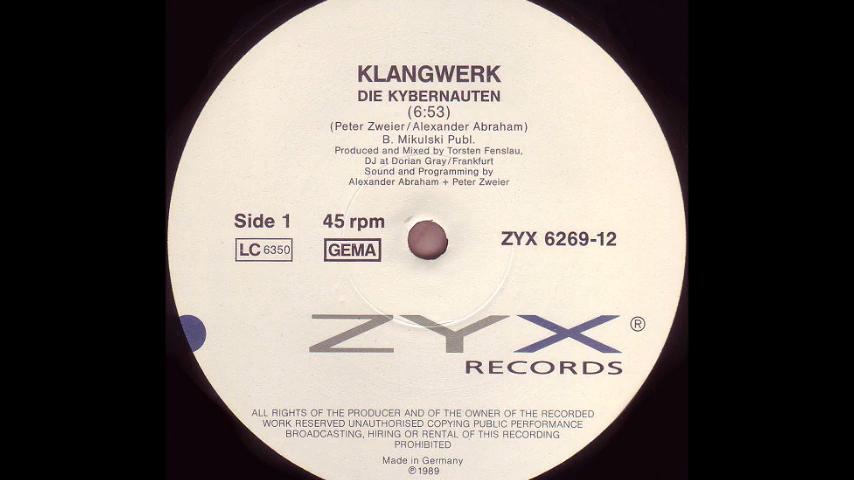 KLANGWERK
DIE KYBERNAUTEN
(6:53)
(Peter Zweier/Alexander Abraham)
B. Mikulski Publ.
Produced and Mixed by Torsten Fenslau,
DJ at Dorian Gray/Frankfurt
Sound and Programming by
Alexander Abraham + Peter Zweier
Side 1 45 rpm
ZYX 6269-12
LC 6350 GEMA
ZYX ®
RECORDS
ALL RIGHTS OF THE PRODUCER AND OF THE OWNER OF THE RECORDED
WORK RESERVED UNAUTHORISED COPYING PUBLIC PERFORMANCE
BROADCASTING, HIRING OR RENTAL OF THIS RECORDING
PROHIBITED
Made in Germany
℗1989